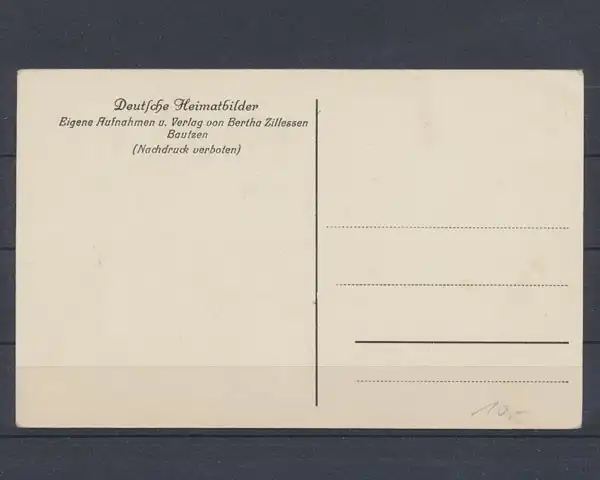 Deutſche Heimatbilder
Eigene Aufnahmen u. Verlag von Bertha Zillessen
Bautzen
(Nachdruck verboten)
10,-